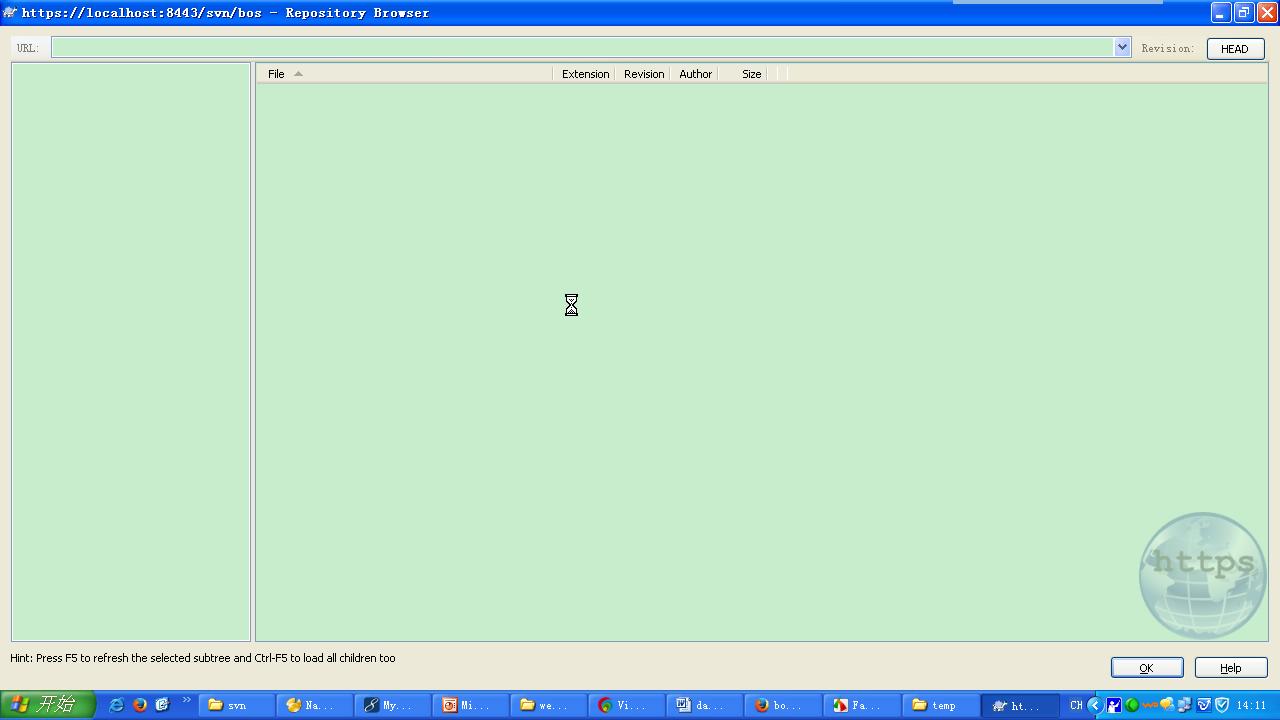 https://localhost:8443/svn/bos - Repository Browser
URL:
Revision: HEAD
File Extension Revision Author Size
https
Hint: Press F5 to refresh the selected subtree and Ctrl-F5 to load all children too
OK Help
开始 svn Na... My... Mi... we... Vi... da... bo... Fa... temp ht... CH 14:11